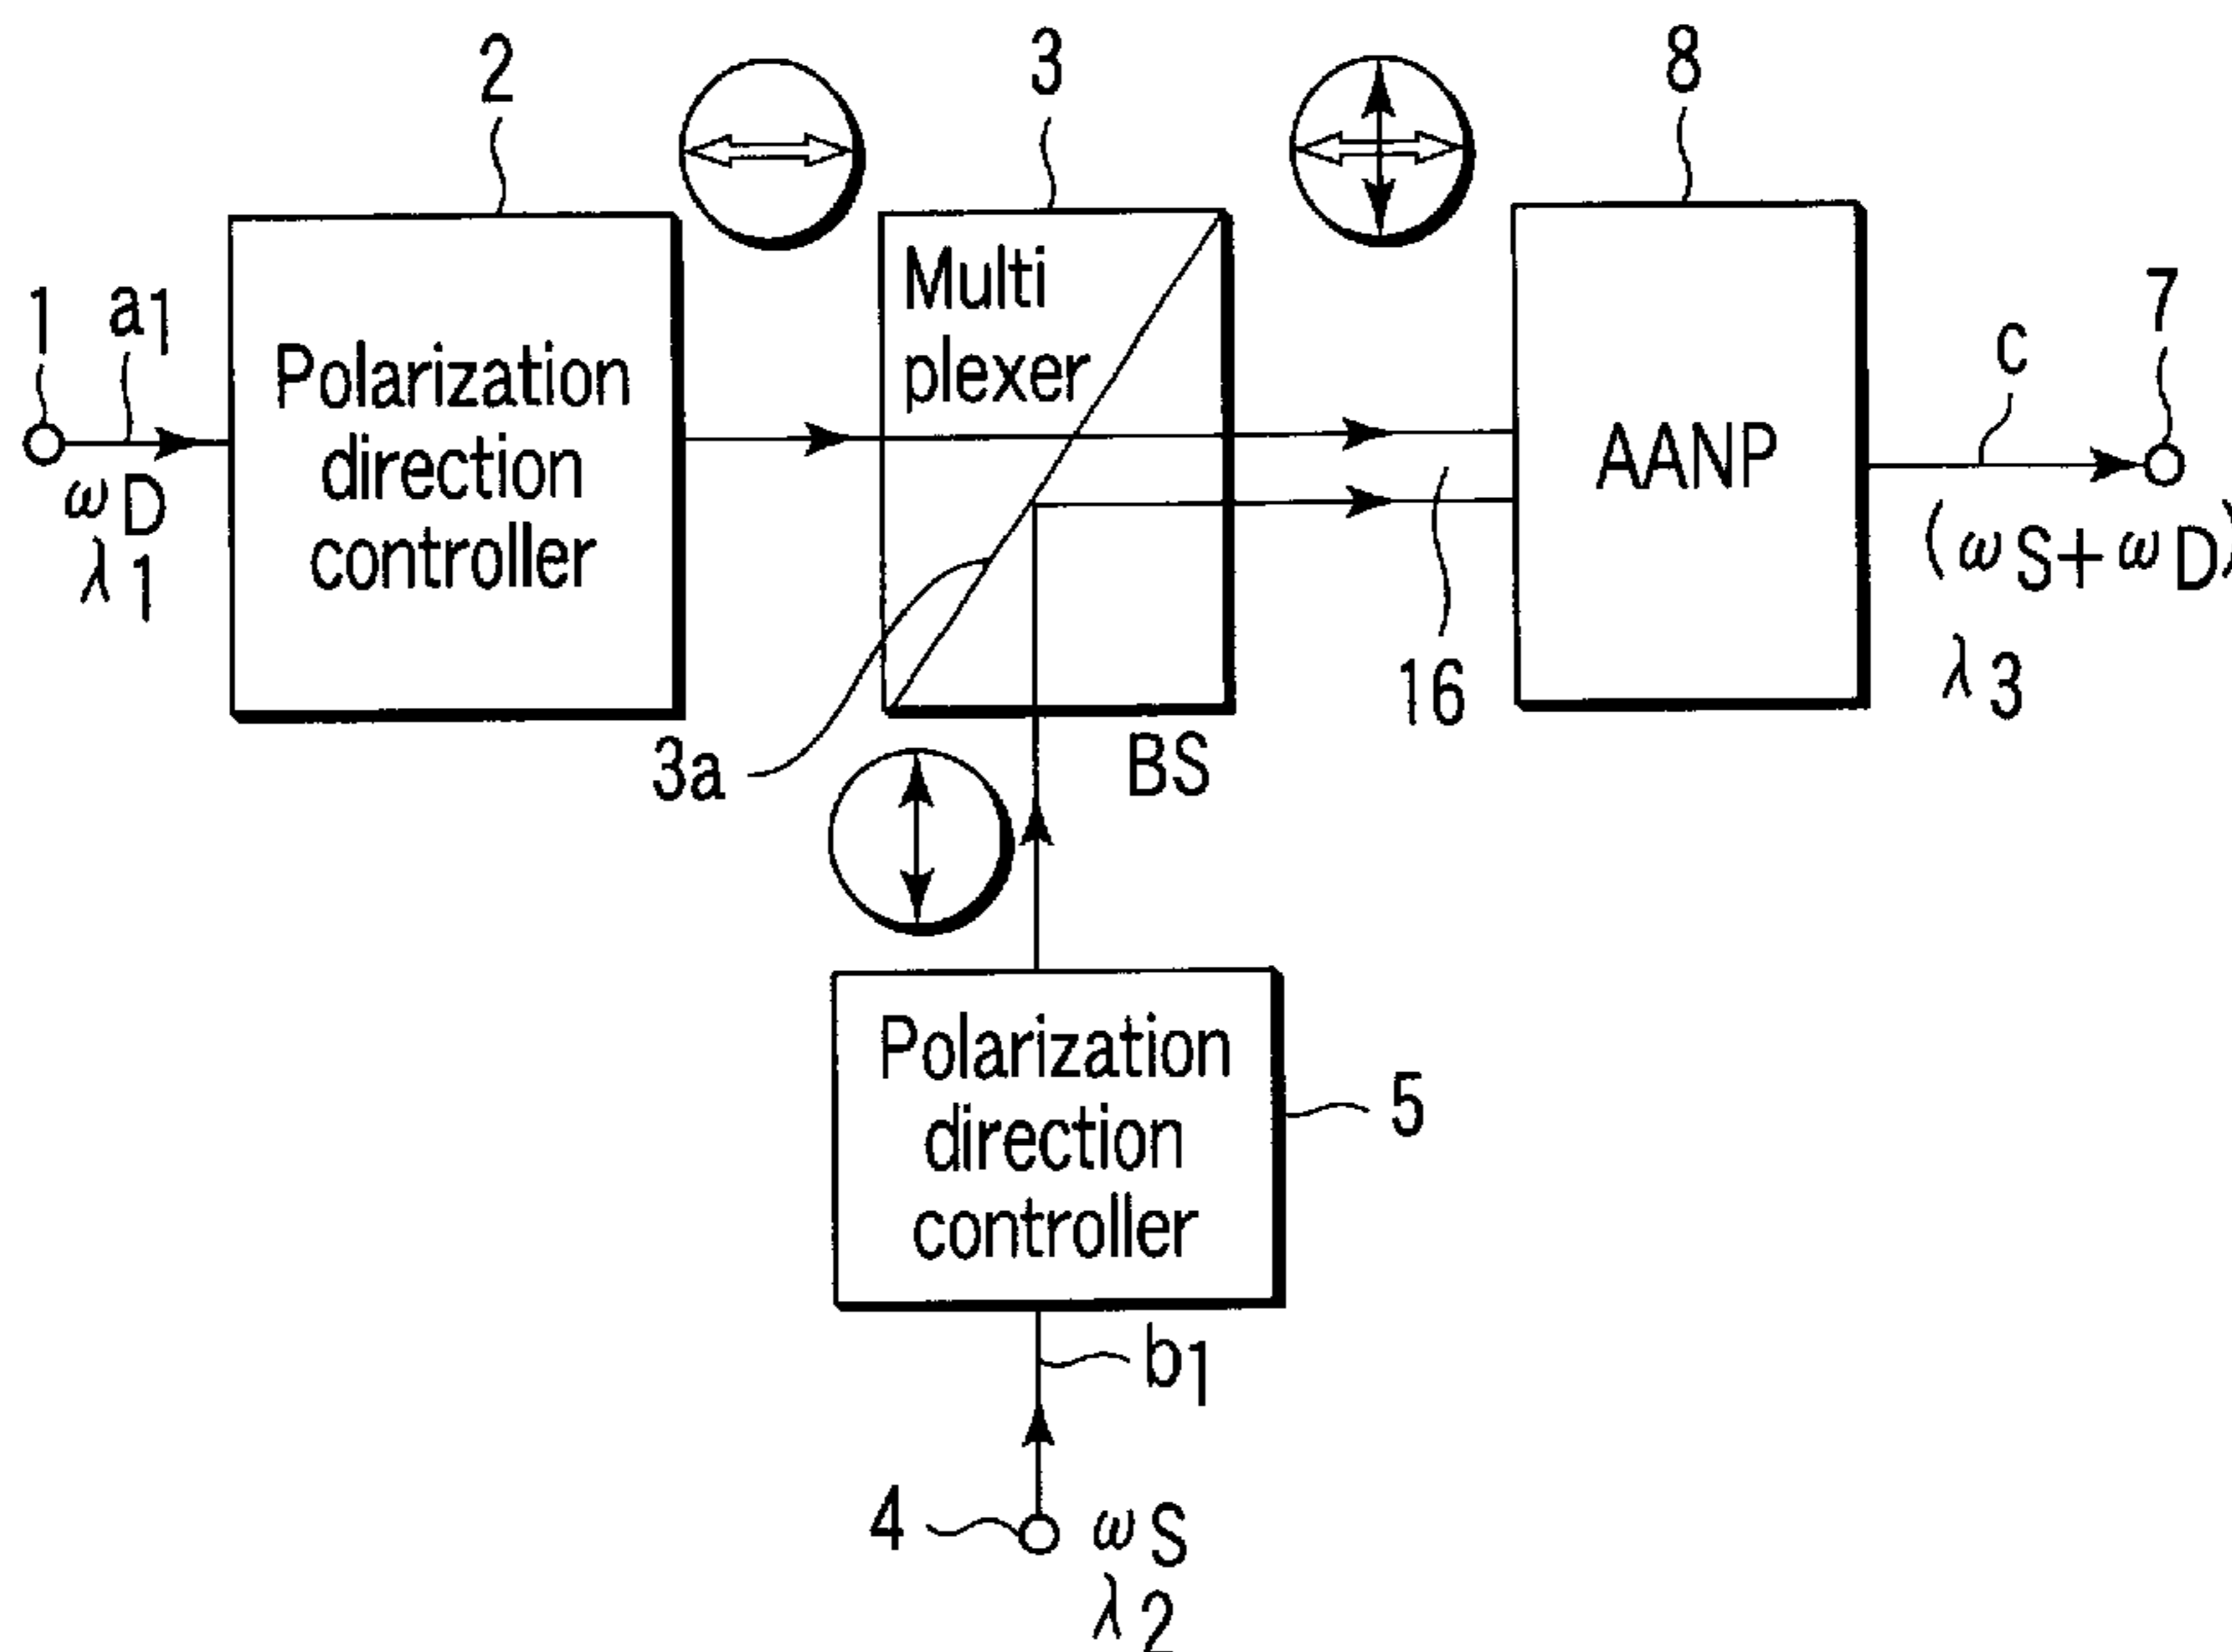 2
3
8
1
a1
ωD
λ1
Polarization
direction
controller
Multi
plexer
AANP
7
c
(ωS+ωD)
λ3
16
3a
BS
Polarization
direction
controller
5
b1
4
ωS
λ2